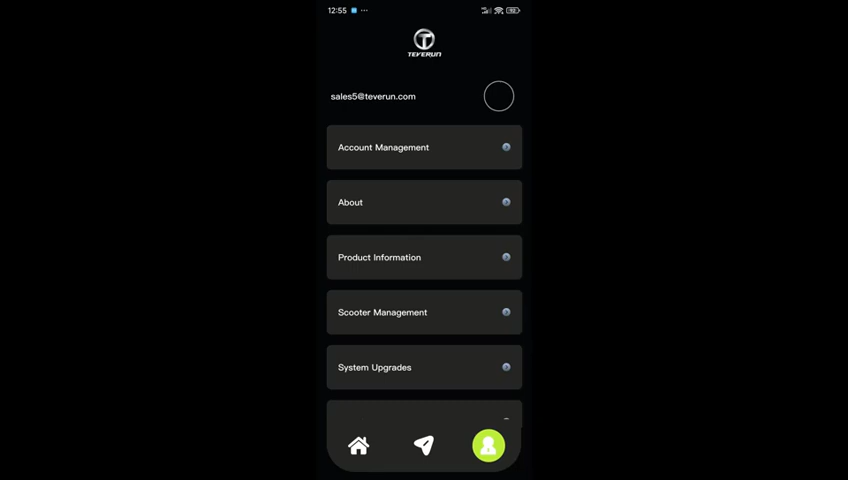 12:55
TEVERUN
sales5@teverun.com
Account Management
About
Product Information
Scooter Management
System Upgrades